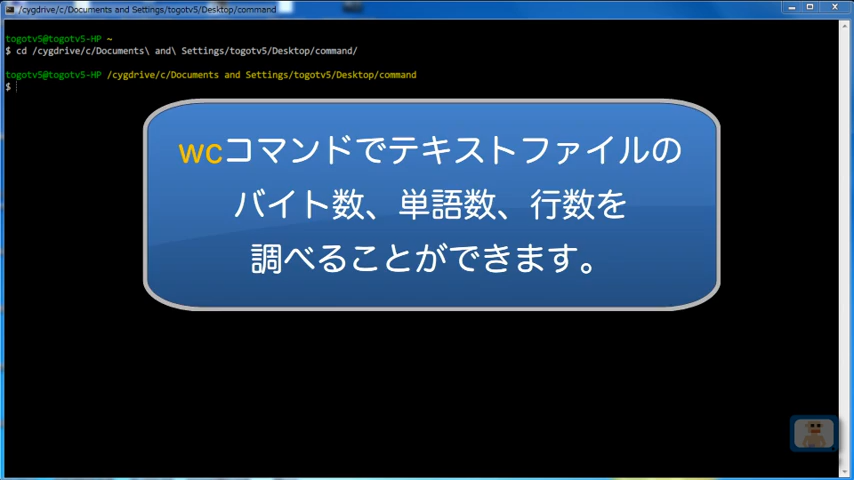 /cygdrive/c/Documents and Settings/togotv5/Desktop/command
togotv5@togotv5-HP ~
$ cd /cygdrive/c/Documents\ and\ Settings/togotv5/Desktop/command/
togotv5@togotv5-HP /cygdrive/c/Documents and Settings/togotv5/Desktop/command
$
wcコマンドでテキストファイルの
バイト数、単語数、行数を
調べることができます。